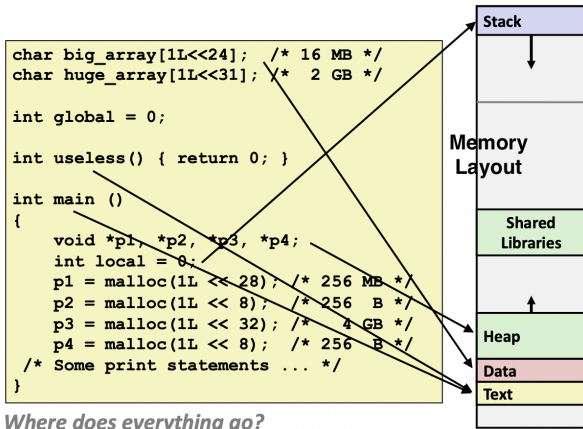 char big_array[1L<<24];  /* 16 MB */
char huge_array[1L<<31]; /*  2 GB */
int global = 0;
int useless() { return 0; }
int main ()
{
    void *p1, *p2, *p3, *p4;
    int local = 0;
    p1 = malloc(1L << 28); /* 256 MB */
    p2 = malloc(1L << 8);  /* 256  B */
    p3 = malloc(1L << 32); /*   4 GB */
    p4 = malloc(1L << 8);  /* 256  B */
 /* Some print statements ... */
}
Where does everything go?
Memory
Layout
Stack
Shared
Libraries
Heap
Data
Text